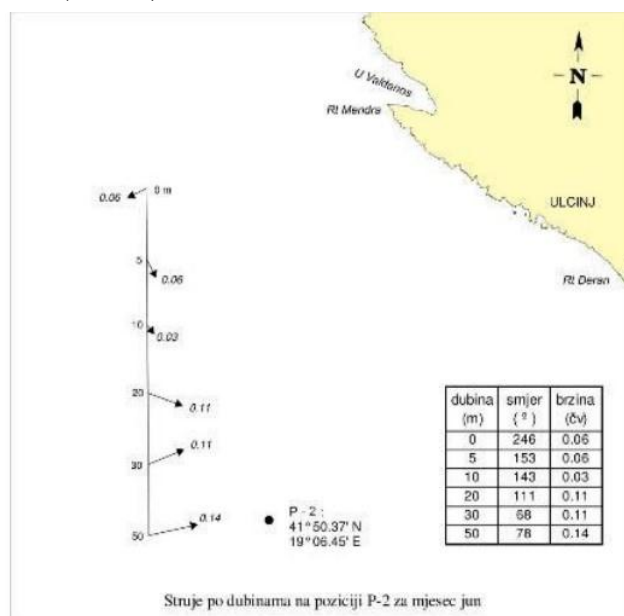 U Valdanos
N
Rt Mendra
0 m
0.06
ULCINJ
5
0.06
Rt Đeran
10
0.03
20
0.11
0.11
30
0.14
50
P - 2 :
41°50.37' N
19°06.45' E
dubina smjer brzina
(m) (º) (čv)
0 246 0.06
5 153 0.06
10 143 0.03
20 111 0.11
30 68 0.11
50 78 0.14
Struje po dubinama na poziciji P-2 za mjesec jun